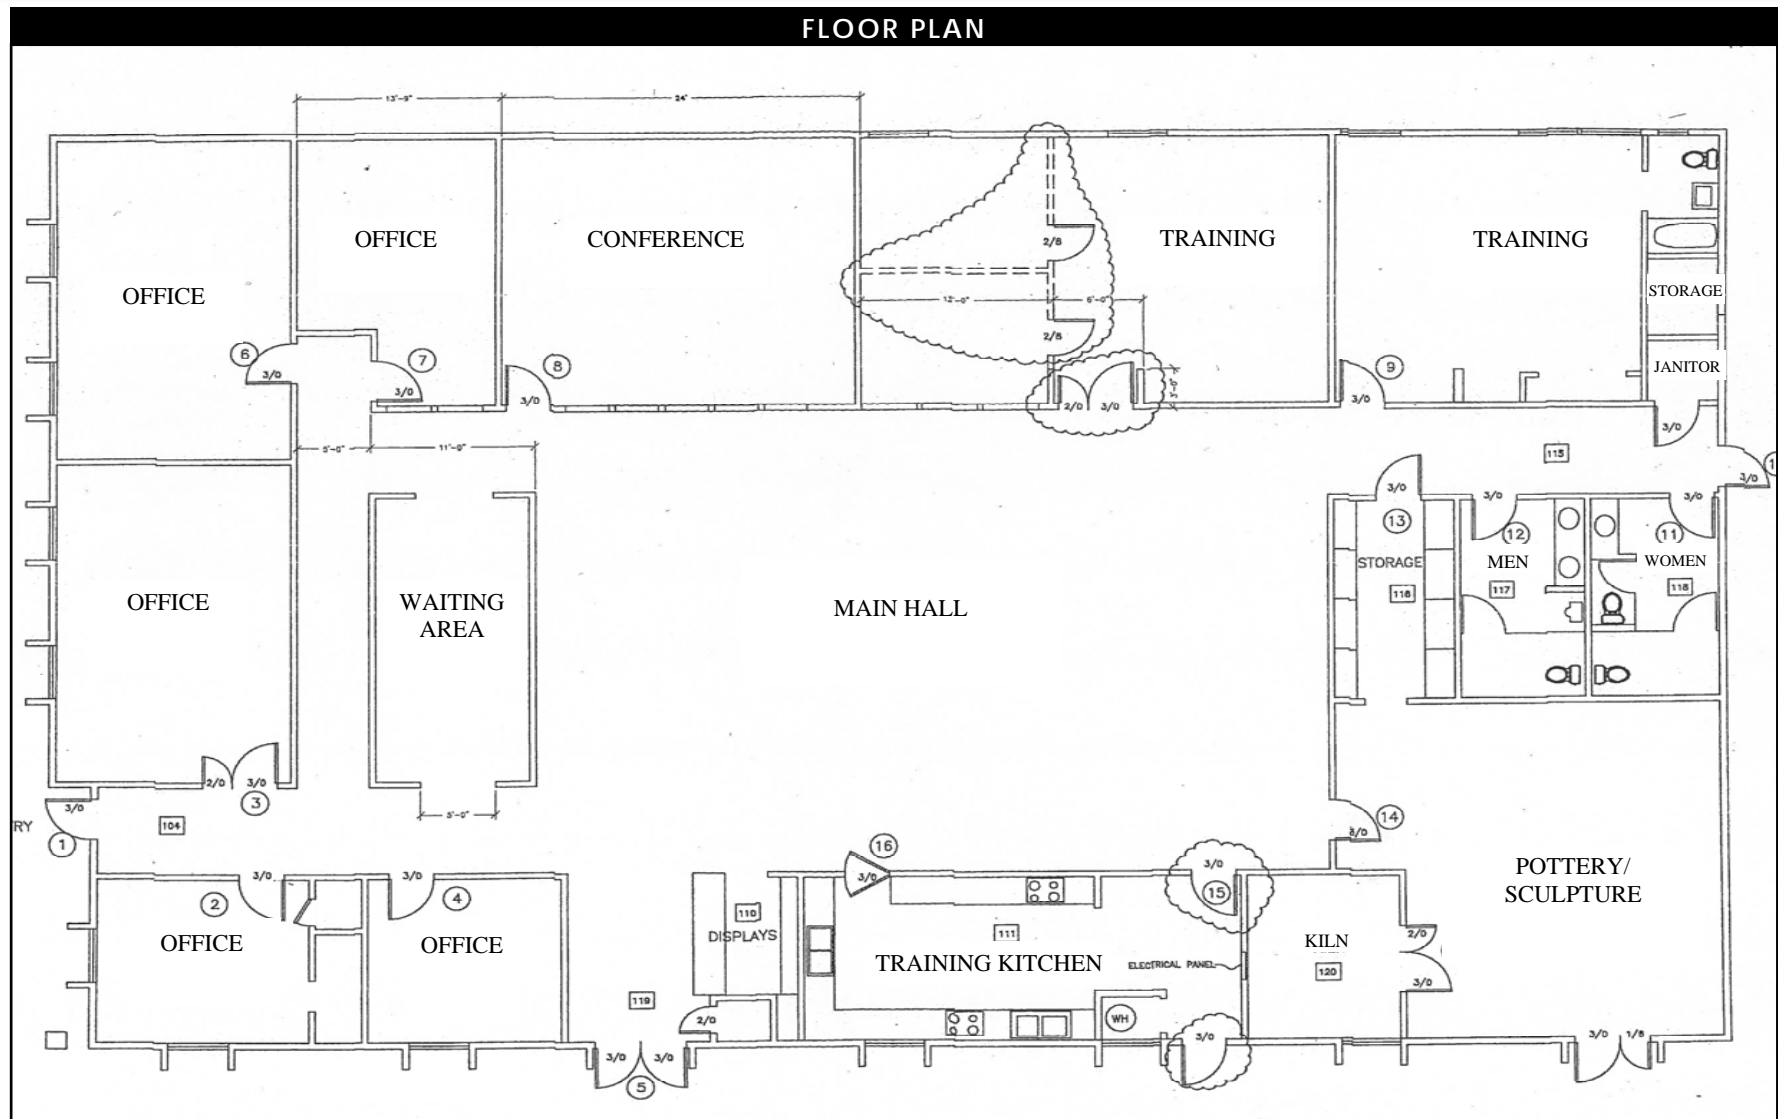 FLOOR PLAN
13'-9"
24'
OFFICE
OFFICE
CONFERENCE
2/8
TRAINING
TRAINING
STORAGE
12'-0"
6'-0"
2/8
6
3/0
7
3/0
8
3/0
2/0
3/0
3'-0"
9
3/0
JANITOR
3/0
5'-0"
11'-0"
115
3/0
3/0
13
3/0
12
3/0
11
OFFICE
WAITING
AREA
MAIN HALL
STORAGE
116
MEN
117
WOMEN
118
2/0
3/0
3
3/0
1
RY
104
5'-0"
14
3/0
2
OFFICE
3/0
4
OFFICE
16
3/0
3/0
15
POTTERY/
SCULPTURE
110
DISPLAYS
111
TRAINING KITCHEN
ELECTRICAL PANEL
KILN
120
2/0
3/0
119
2/0
WH
3/0
3/0
3/0
5
3/0
1/8